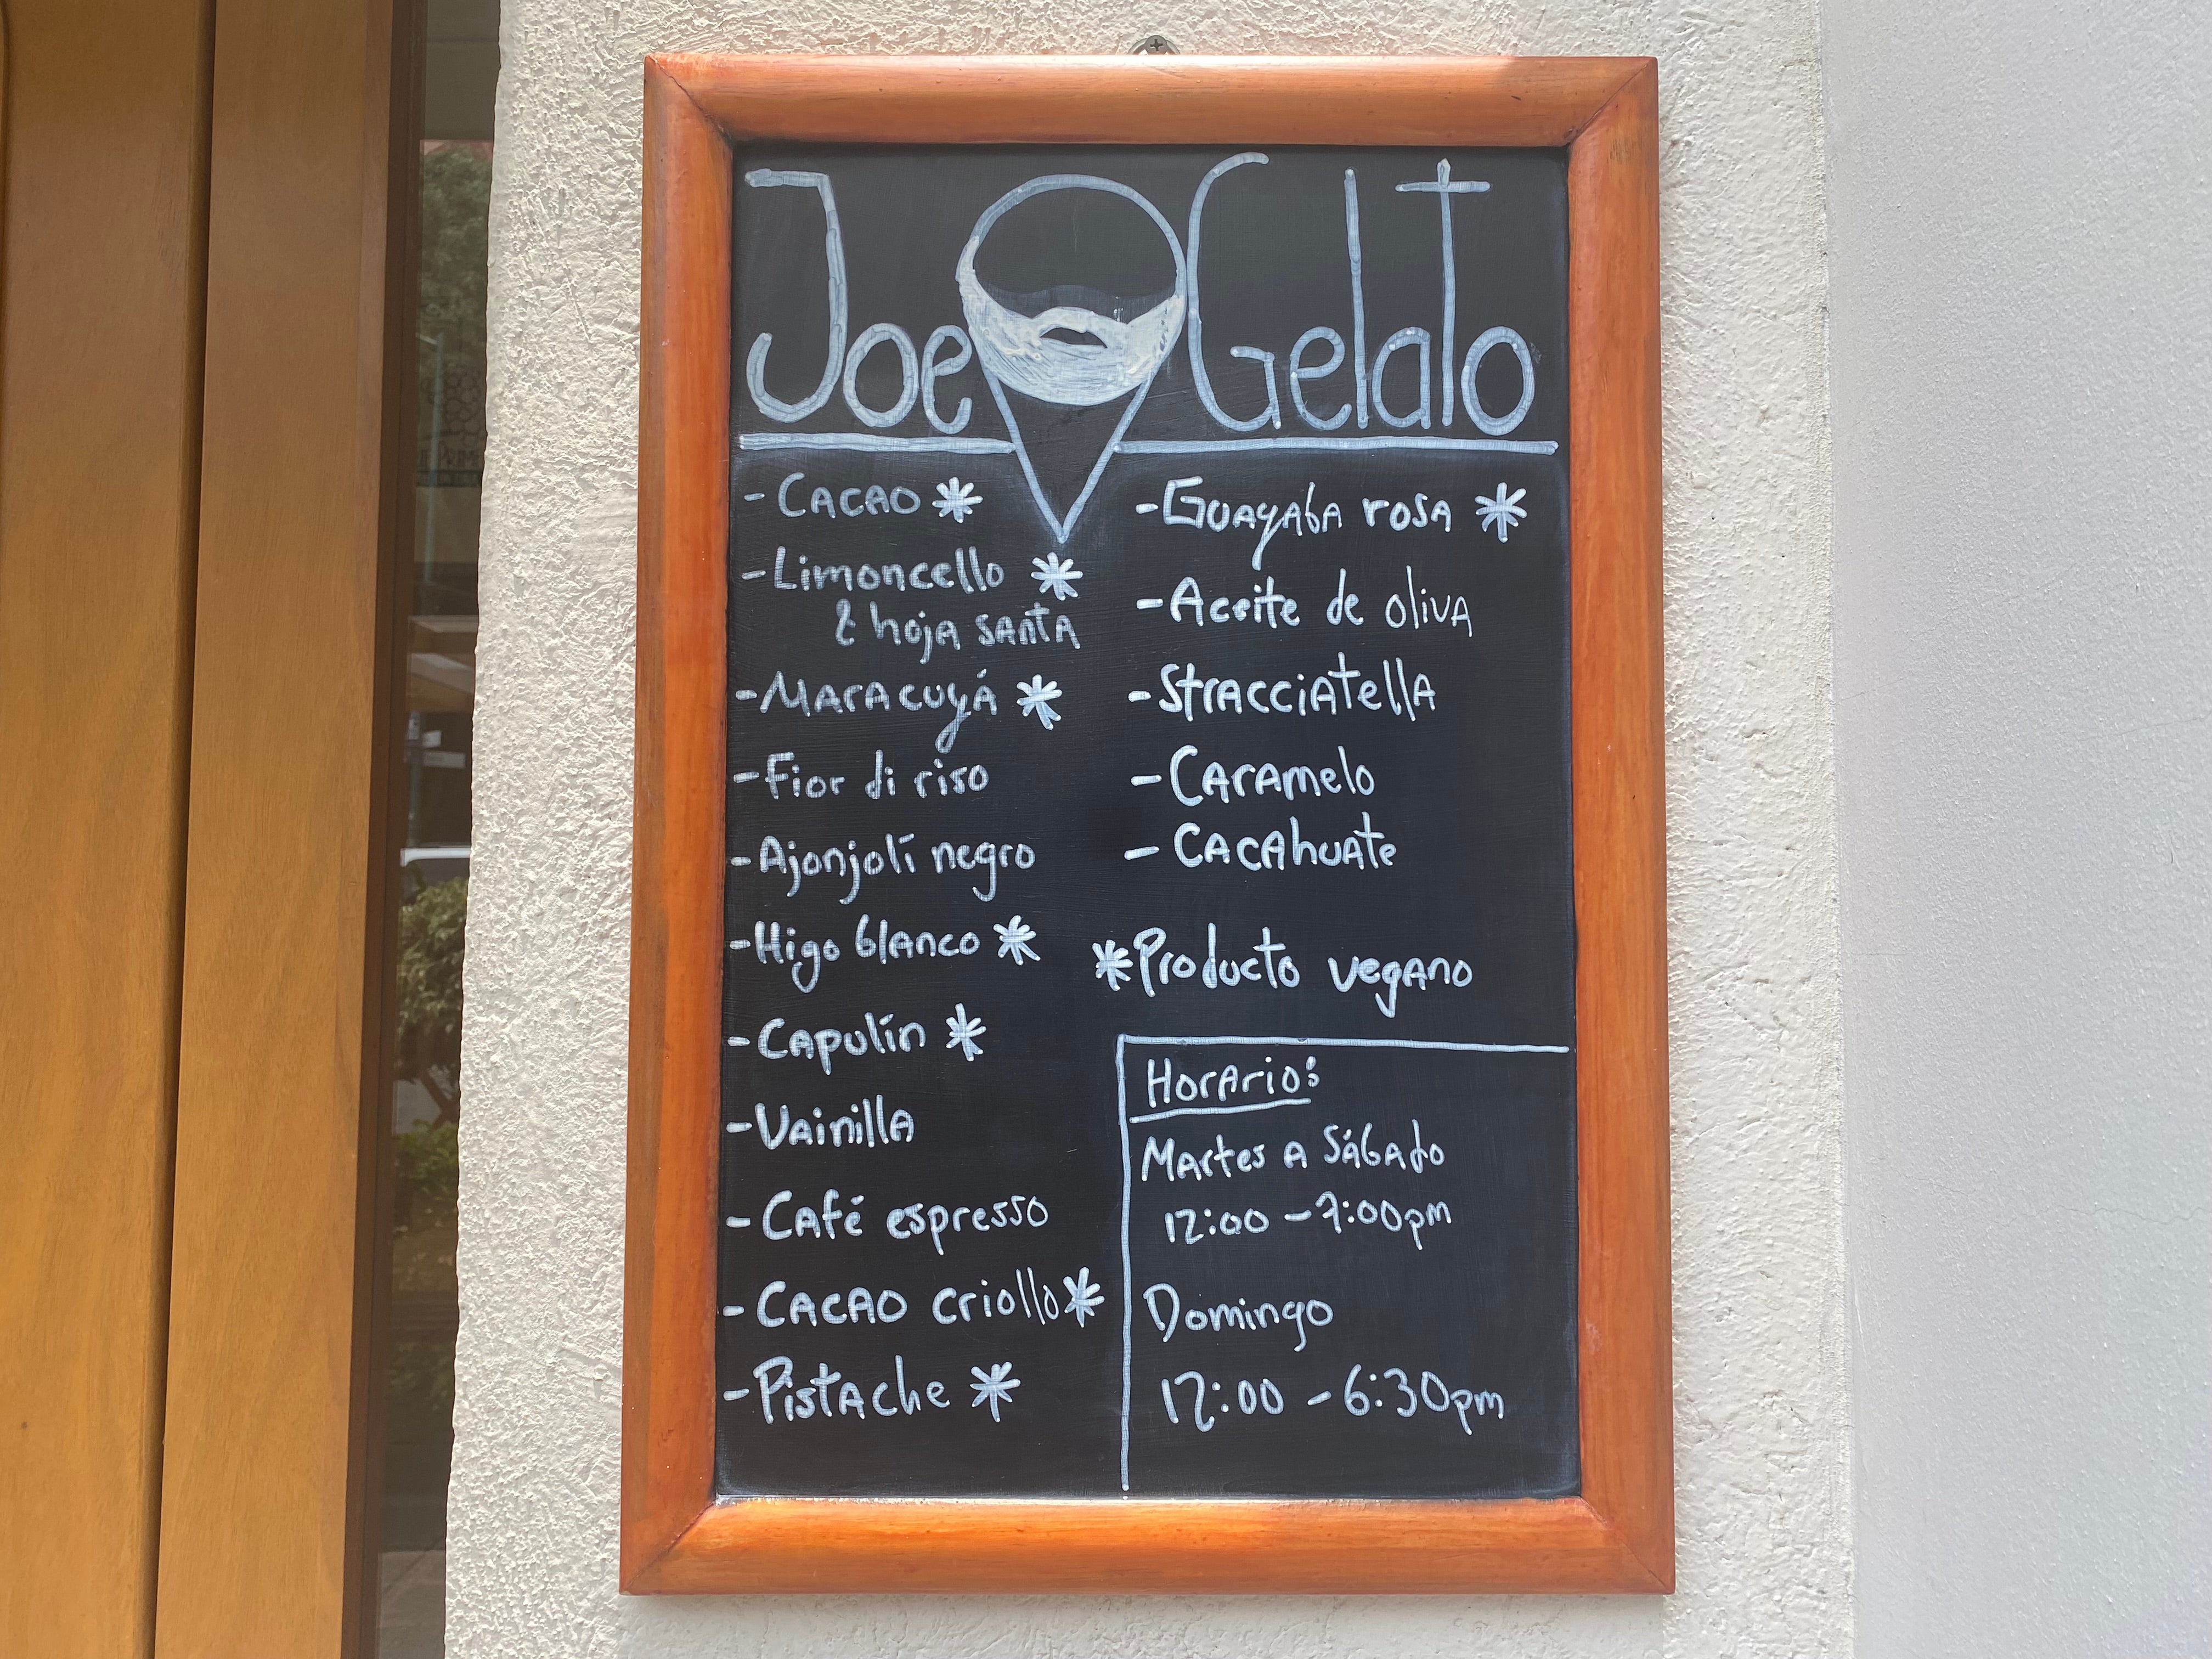 Joe Gelato
- Cacao *
- Limoncello *
& hoja santa
- Maracuyá *
- Fior di riso
- Ajonjolí negro
- Higo blanco *
- Capulín *
- Vainilla
- Café espresso
- Cacao criollo *
- Pistache *
- Guayaba rosa *
- Aceite de oliva
- Stracciatella
- Caramelo
- Cacahuate
* Producto vegano
Horario:
Martes a Sábado
12:00 - 7:00pm
Domingo
12:00 - 6:30pm